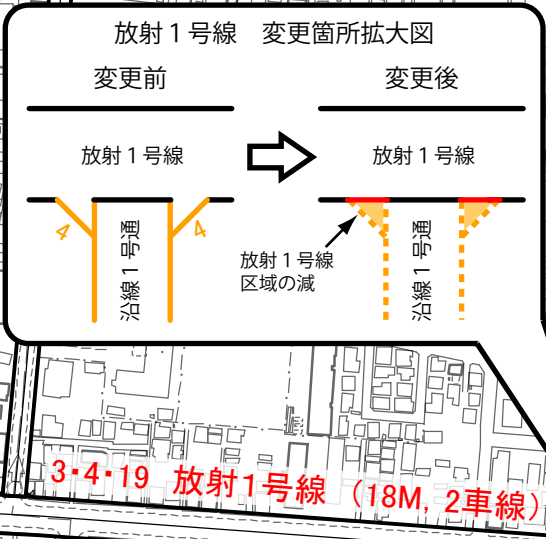 放射１号線　変更箇所拡大図
変更前
変更後
放射１号線
放射１号線
4
4
沿線１号通
沿線１号通
放射１号線
区域の減
3・4・19 放射1号線 (18M, 2車線)